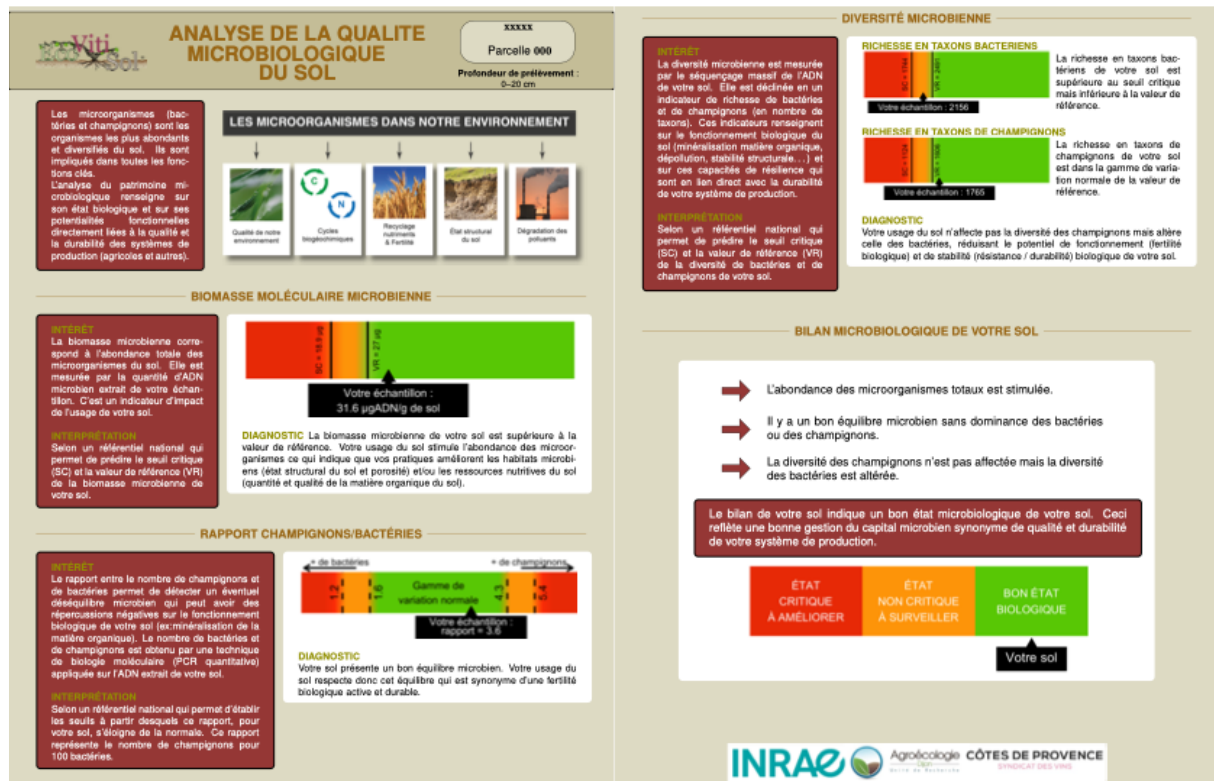 Viti
Eco Sol
ANALYSE DE LA QUALITE
MICROBIOLOGIQUE
DU SOL
xxxxx
Parcelle 000
Profondeur de prélèvement :
0–20 cm
Les microorganismes (bac-
téries et champignons) sont les
organismes les plus abondants
et diversifiés du sol. Ils sont
impliqués dans toutes les fonc-
tions clés.
L'analyse du patrimoine mi-
crobiologique renseigne sur
son état biologique et sur ses
potentialités fonctionnelles
directement liées à la qualité et
la durabilité des systèmes de
production (agricoles et autres).
LES MICROORGANISMES DANS NOTRE ENVIRONNEMENT
C
N
Qualité de notre
environnement
Cycles
biogéochimiques
Recyclage
nutriments
& Fertilité
État structural
du sol
Dégradation des
polluants
BIOMASSE MOLÉCULAIRE MICROBIENNE
INTÉRÊT
La biomasse microbienne corre-
spond à l'abondance totale des
microorganismes du sol. Elle est
mesurée par la quantité d'ADN
microbien extrait de votre échan-
tillon. C'est un indicateur d'impact
de l'usage de votre sol.
INTERPRÉTATION
Selon un référentiel national qui
permet de prédire le seuil critique
(SC) et la valeur de référence (VR)
de la biomasse microbienne de
votre sol.
VR = 27 µg
Votre échantillon :
31.6 µgADN/g de sol
DIAGNOSTIC La biomasse microbienne de votre sol est supérieure à la
valeur de référence. Votre usage du sol stimule l'abondance des microor-
ganismes ce qui indique que vos pratiques améliorent les habitats microbi-
ens (état structural du sol et porosité) et/ou les ressources nutritives du sol
(quantité et qualité de la matière organique du sol).
RAPPORT CHAMPIGNONS/BACTÉRIES
INTÉRÊT
Le rapport entre le nombre de champignons et
de bactéries permet de détecter un éventuel
déséquilibre microbien qui peut avoir des
répercussions négatives sur le fonctionnement
biologique de votre sol (ex:minéralisation de la
matière organique). Le nombre de bactéries et
de champignons est obtenu par une technique
de biologie moléculaire (PCR quantitative)
appliquée sur l'ADN extrait de votre sol.
INTERPRÉTATION
Selon un référentiel national qui permet d'établir
les seuils à partir desquels ce rapport, pour
votre sol, s'éloigne de la normale. Ce rapport
représente le nombre de champignons pour
100 bactéries.
+ de bactéries
+ de champignons
1.2
1.6
Gamme de
variation normale
4.3
Votre échantillon :
rapport = 3.6
DIAGNOSTIC
Votre sol présente un bon équilibre microbien. Votre usage du
sol respecte donc cet équilibre qui est synonyme d'une fertilité
biologique active et durable.
DIVERSITÉ MICROBIENNE
INTÉRÊT
La diversité microbienne est mesurée
par le séquençage massif de l'ADN
de votre sol. Elle est déclinée en un
indicateur de richesse de bactéries
et de champignons (en nombre de
taxons). Ces indicateurs renseignent
sur le fonctionnement biologique du
sol (minéralisation matière organique,
dépollution, stabilité structurale...) et
sur ces capacités de résilience qui
sont en lien direct avec la durabilité
de votre système de production.
INTERPRÉTATION
Selon un référentiel national qui
permet de prédire le seuil critique
(SC) et la valeur de référence (VR)
de la diversité de bactéries et de
champignons de votre sol.
RICHESSE EN TAXONS BACTERIENS
Votre échantillon : 2156
La richesse en taxons bac-
tériens de votre sol est
supérieure au seuil critique
mais inférieure à la valeur de
référence.
RICHESSE EN TAXONS DE CHAMPIGNONS
Votre échantillon : 1765
La richesse en taxons de
champignons de votre sol
est dans la gamme de varia-
tion normale de la valeur de
référence.
DIAGNOSTIC
Votre usage du sol n'affecte pas la diversité des champignons mais altère
celle des bactéries, réduisant le potentiel de fonctionnement (fertilité
biologique) et de stabilité (résistance / durabilité) biologique de votre sol.
BILAN MICROBIOLOGIQUE DE VOTRE SOL
L'abondance des microorganismes totaux est stimulée.
Il y a un bon équilibre microbien sans dominance des bactéries
ou des champignons.
La diversité des champignons n'est pas affectée mais la diversité
des bactéries est altérée.
Le bilan de votre sol indique un bon état microbiologique de votre sol. Ceci
reflète une bonne gestion du capital microbien synonyme de qualité et durabilité
de votre système de production.
ÉTAT
CRITIQUE
À AMÉLIORER
ÉTAT
NON CRITIQUE
À SURVEILLER
BON ÉTAT
BIOLOGIQUE
Votre sol
INRAE
Agroécologie
CÔTES DE PROVENCE
SYNDICAT DES VINS